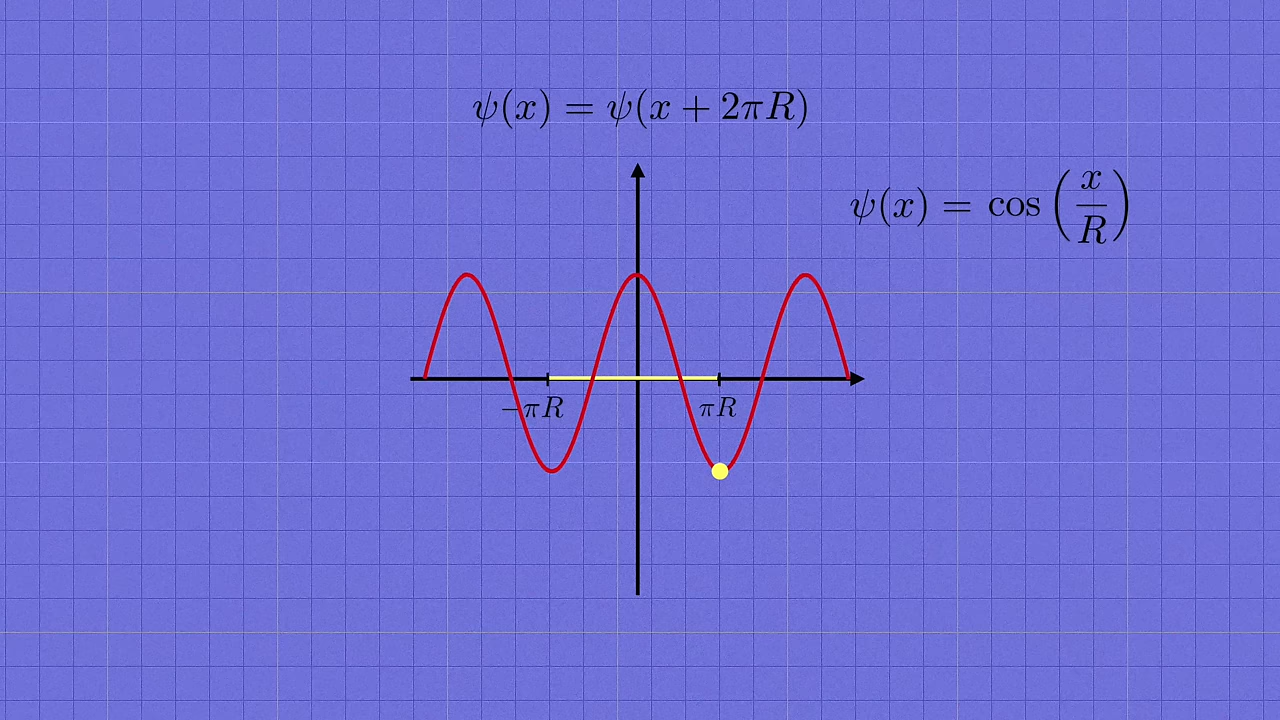 ψ(x) = ψ(x + 2πR)
ψ(x) = cos(x/R)
−πR
πR